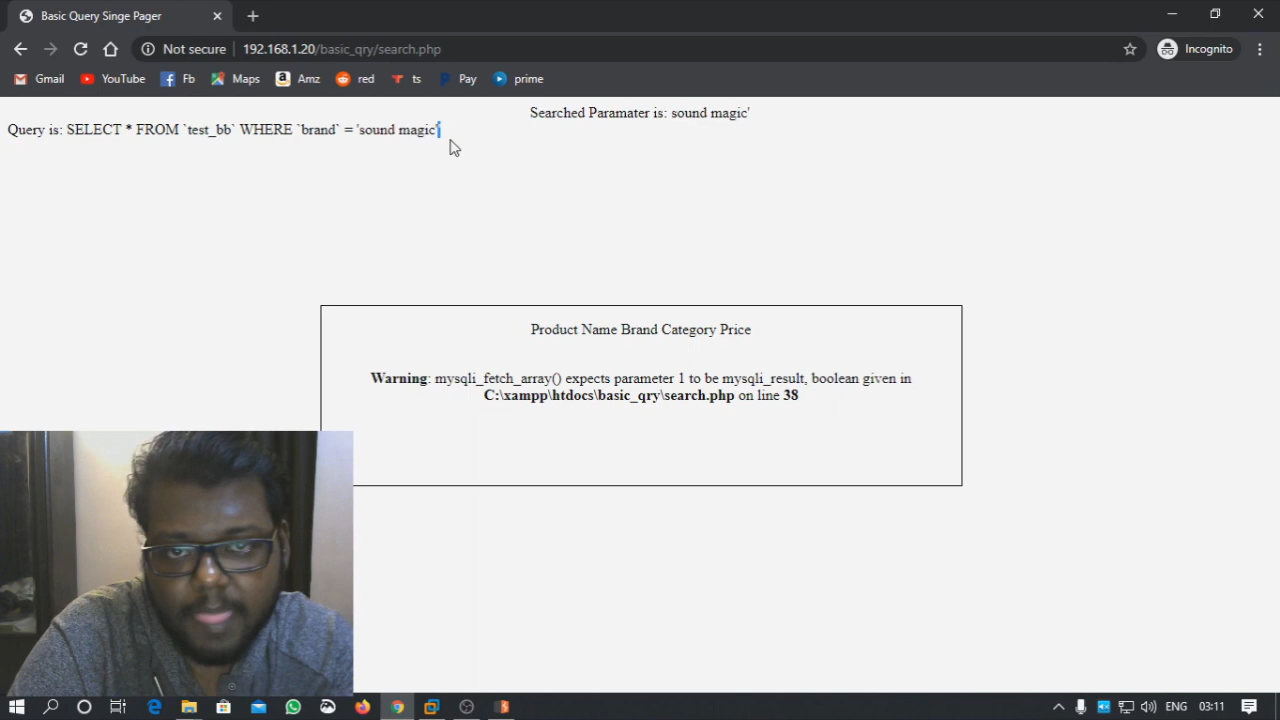 Basic Query Singe Pager
Not secure 192.168.1.20/basic_qry/search.php Incognito
Gmail YouTube Fb Maps Amz red ts Pay prime
Searched Paramater is: sound magic'
Query is: SELECT * FROM `test_bb` WHERE `brand` = 'sound magic''
Product Name Brand Category Price
Warning: mysqli_fetch_array() expects parameter 1 to be mysqli_result, boolean given in
C:\xampp\htdocs\basic_qry\search.php on line 38
ENG 03:11